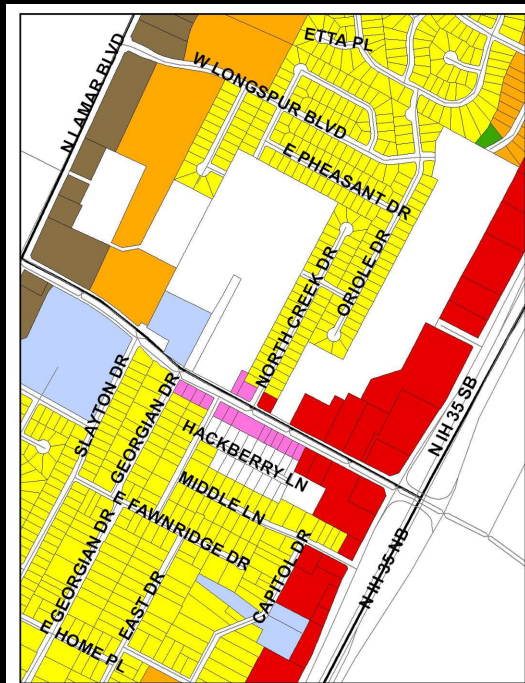 ETTA PL
N LAMAR BLVD
W LONGSPUR BLVD
E PHEASANT DR
ORIOLE DR
NORTH CREEK DR
N IH 35 SB
SLAYTON DR
GEORGIAN DR
HACKBERRY LN
MIDDLE LN
E FAWNRIDGE DR
GEORGIAN DR
EAST DR
CAPITOL DR
N IH 35 NB
E HOME PL